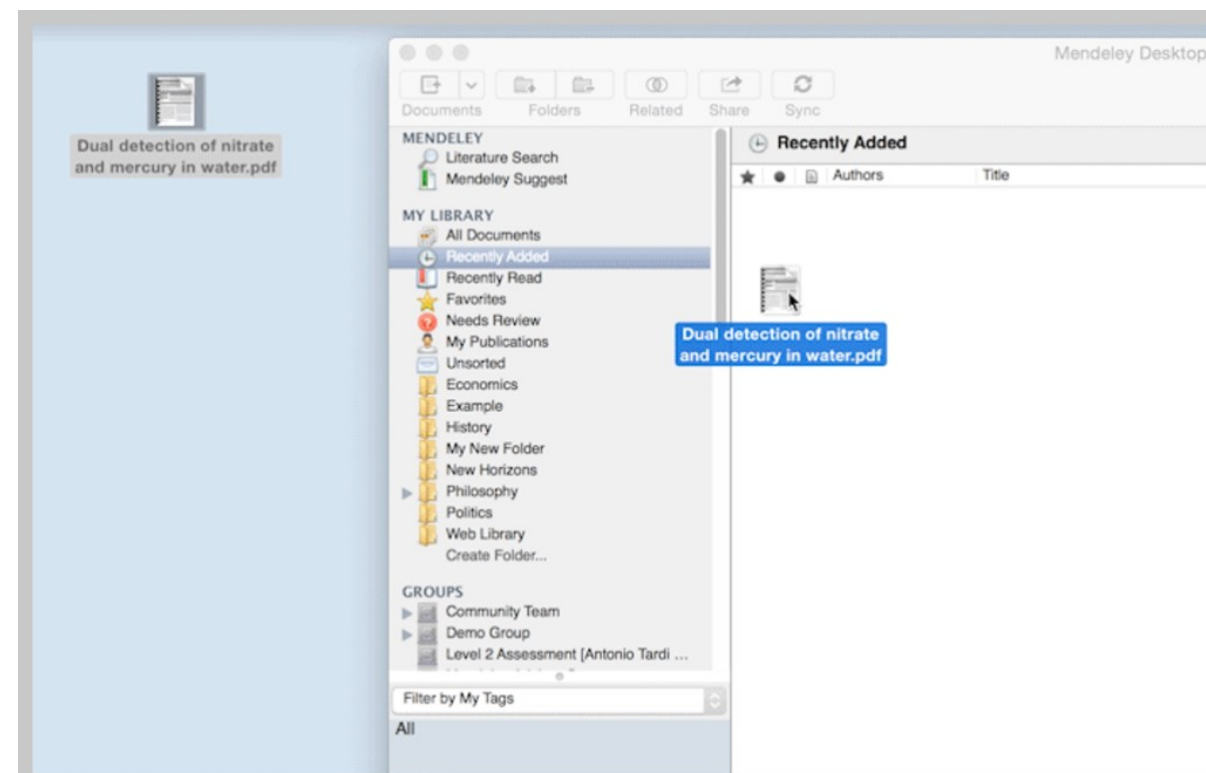 Mendeley Desktop
Documents Folders Related Share Sync
Dual detection of nitrate
and mercury in water.pdf
MENDELEY
Literature Search
Mendeley Suggest
MY LIBRARY
All Documents
Recently Added
Recently Read
Favorites
Needs Review
My Publications
Unsorted
Economics
Example
History
My New Folder
New Horizons
Philosophy
Politics
Web Library
Create Folder...
GROUPS
Community Team
Demo Group
Level 2 Assessment [Antonio Tardi ...
Filter by My Tags
All
Recently Added
Authors Title
Dual detection of nitrate
and mercury in water.pdf